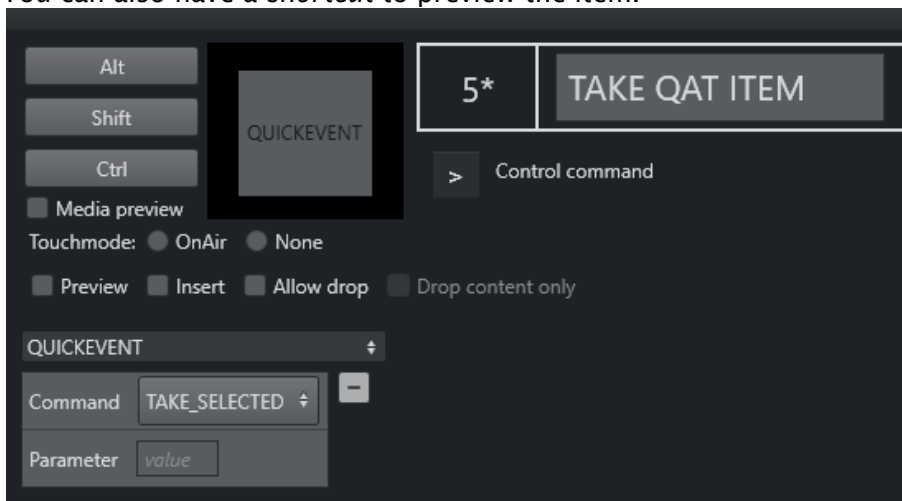 You can also have a shortcut to preview the item.
Alt
Shift
Ctrl
Media preview
QUICKEVENT
5*
TAKE QAT ITEM
>
Control command
Touchmode: OnAir None
Preview Insert Allow drop Drop content only
QUICKEVENT
Command TAKE_SELECTED
Parameter value